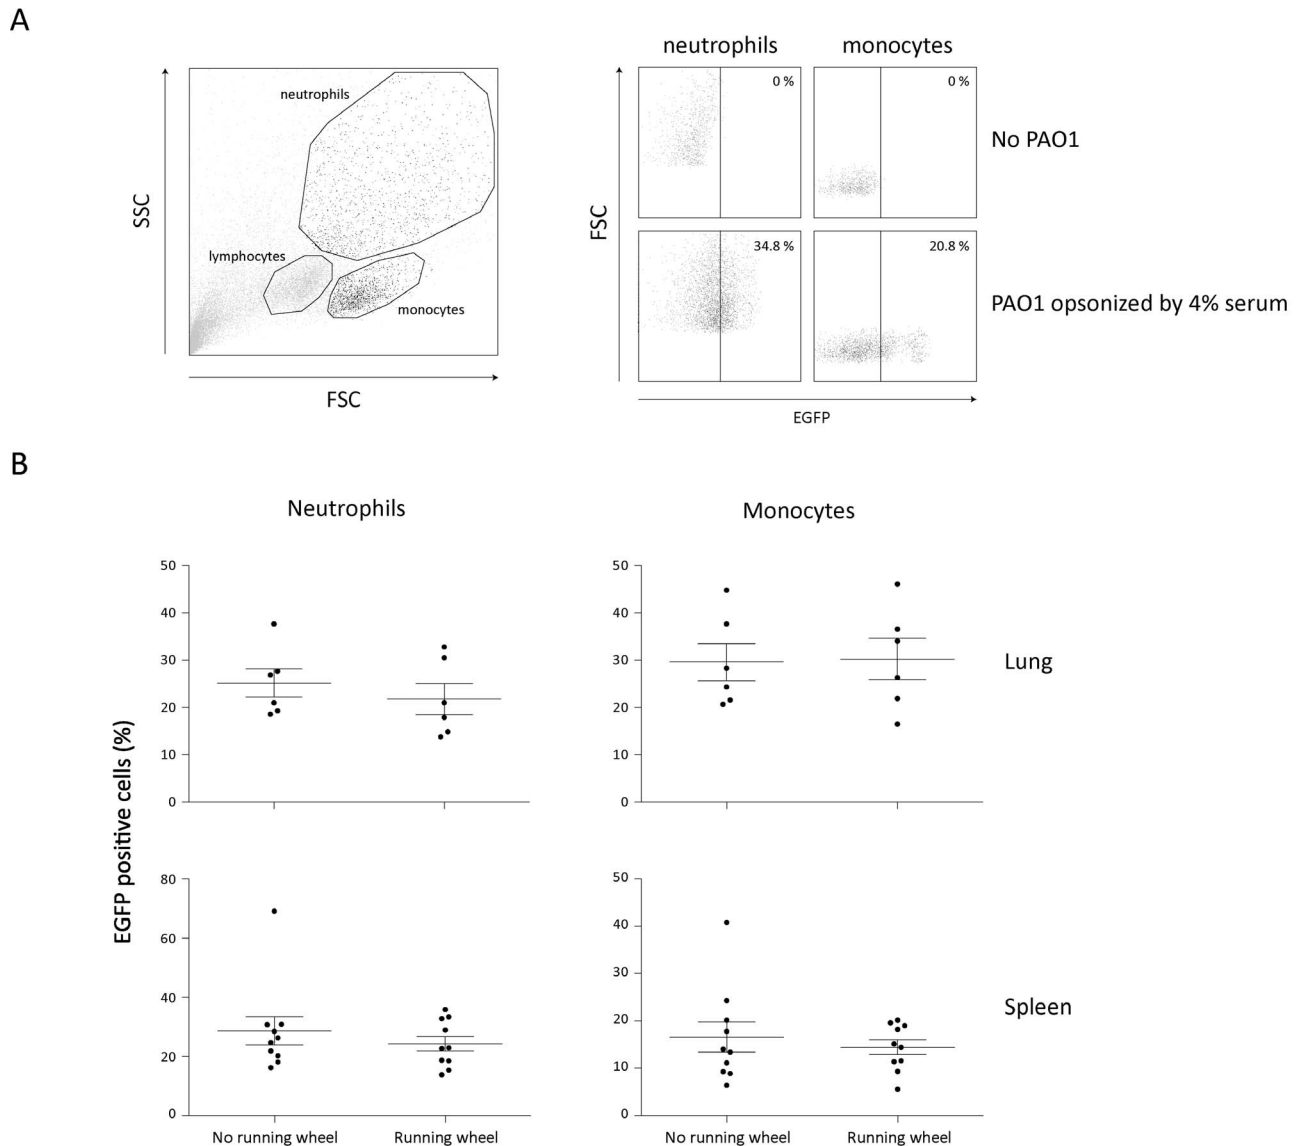 A
neutrophils
monocytes
SSC
neutrophils
lymphocytes
monocytes
FSC
FSC
0 %
0 %
No PAO1
34.8 %
20.8 %
PAO1 opsonized by 4% serum
EGFP
B
Neutrophils
Monocytes
EGFP positive cells (%)
50
40
30
20
10
0
50
40
30
20
10
0
Lung
80
60
40
20
0
No running wheel
Running wheel
50
40
30
20
10
0
No running wheel
Running wheel
Spleen